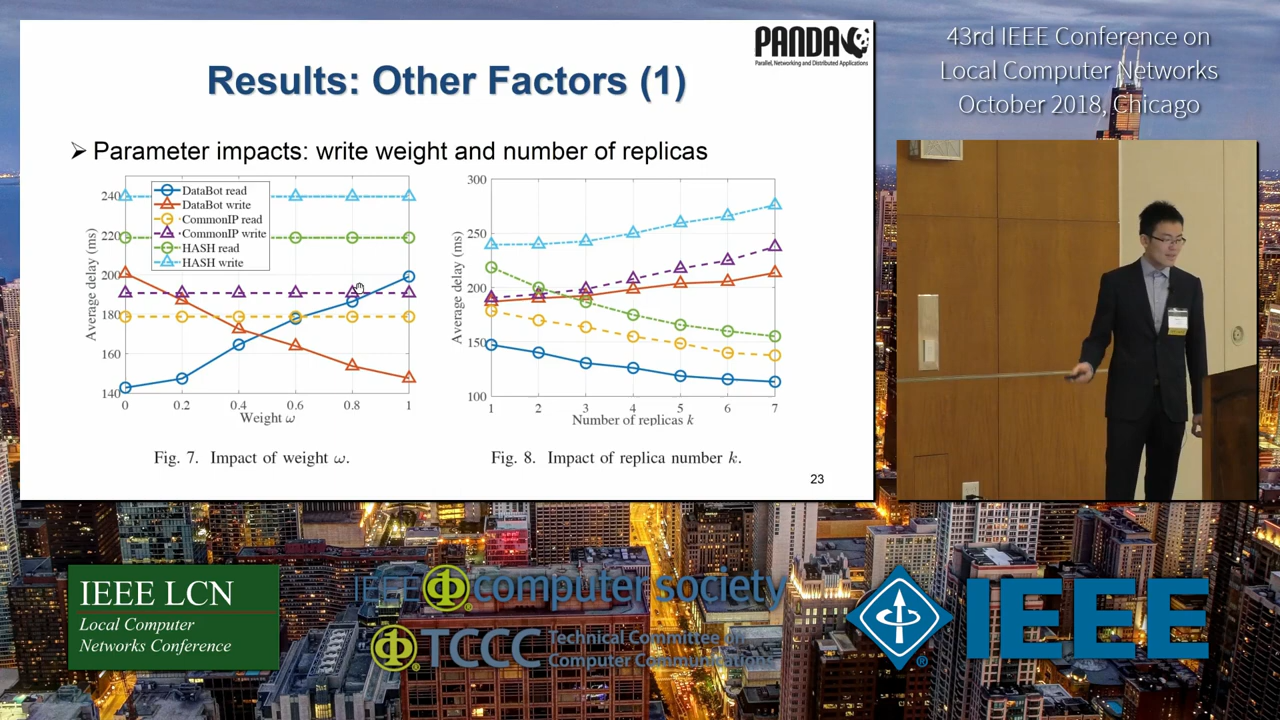 PANDA
Parallel, Networking and Distributed Applications
Results: Other Factors (1)
➢ Parameter impacts: write weight and number of replicas
DataBot read
DataBot write
CommonIP read
CommonIP write
HASH read
HASH write
240
220
200
180
160
140
Average delay (ms)
0 0.2 0.4 0.6 0.8 1
Weight ω
Fig. 7. Impact of weight ω.
300
250
200
150
100
Average delay (ms)
1 2 3 4 5 6 7
Number of replicas k
Fig. 8. Impact of replica number k.
23
43rd IEEE Conference on
Local Computer Networks
October 2018, Chicago
IEEE LCN
Local Computer
Networks Conference
IEEE computer society
TCCC Technical Committee on
Computer Communications
IEEE